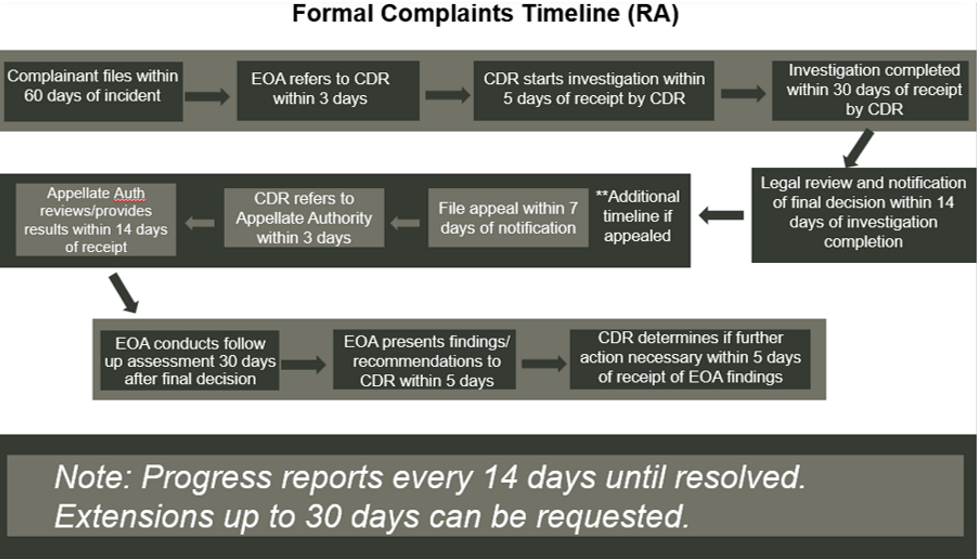 Formal Complaints Timeline (RA)
Complainant files within
60 days of incident
EOA refers to CDR
within 3 days
CDR starts investigation within
5 days of receipt by CDR
Investigation completed
within 30 days of receipt
by CDR
Legal review and notification
of final decision within 14
days of investigation
completion
**Additional
timeline if
appealed
File appeal within 7
days of notification
CDR refers to
Appellate Authority
within 3 days
Appellate Auth
reviews/provides
results within 14 days
of receipt
EOA conducts follow
up assessment 30 days
after final decision
EOA presents findings/
recommendations to
CDR within 5 days
CDR determines if further
action necessary within 5 days
of receipt of EOA findings
Note: Progress reports every 14 days until resolved.
Extensions up to 30 days can be requested.